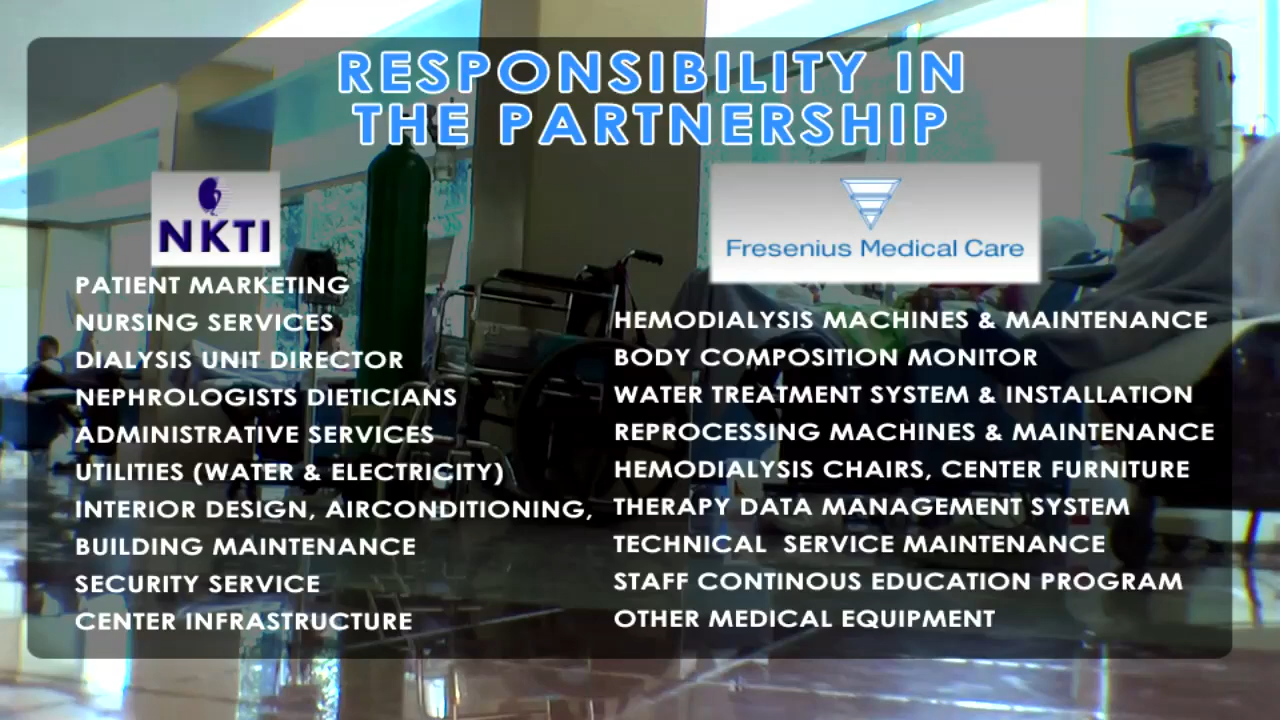 RESPONSIBILITY IN
THE PARTNERSHIP
NKTI
PATIENT MARKETING
NURSING SERVICES
DIALYSIS UNIT DIRECTOR
NEPHROLOGISTS DIETICIANS
ADMINISTRATIVE SERVICES
UTILITIES (WATER & ELECTRICITY)
INTERIOR DESIGN, AIRCONDITIONING,
BUILDING MAINTENANCE
SECURITY SERVICE
CENTER INFRASTRUCTURE
Fresenius Medical Care
HEMODIALYSIS MACHINES & MAINTENANCE
BODY COMPOSITION MONITOR
WATER TREATMENT SYSTEM & INSTALLATION
REPROCESSING MACHINES & MAINTENANCE
HEMODIALYSIS CHAIRS, CENTER FURNITURE
THERAPY DATA MANAGEMENT SYSTEM
TECHNICAL  SERVICE MAINTENANCE
STAFF CONTINOUS EDUCATION PROGRAM
OTHER MEDICAL EQUIPMENT